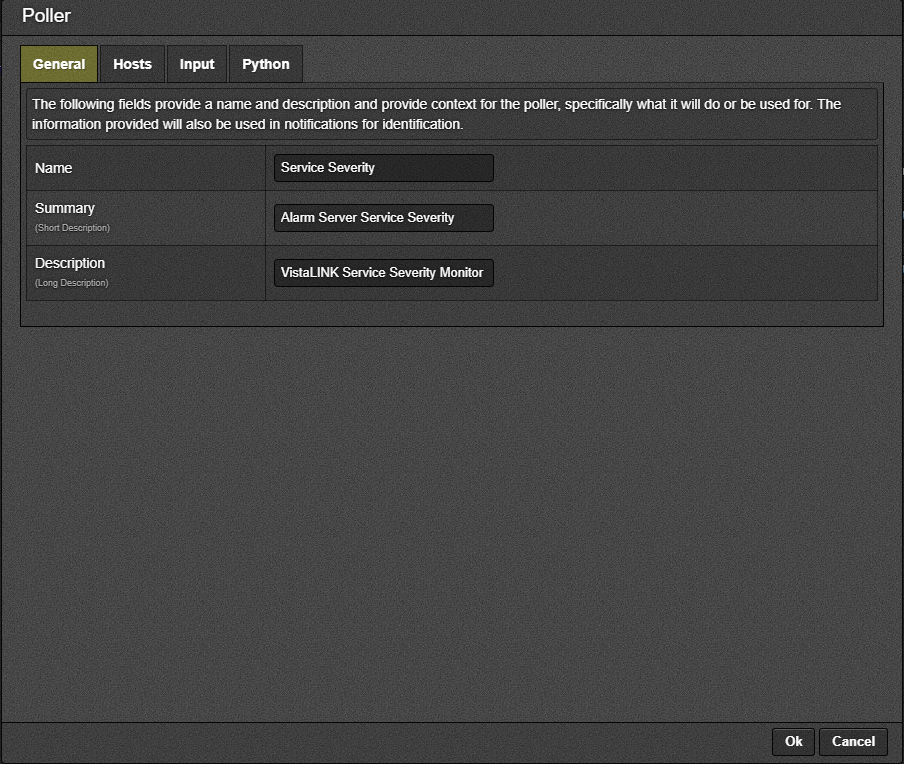 Poller
General Hosts Input Python
The following fields provide a name and description and provide context for the poller, specifically what it will do or be used for. The
information provided will also be used in notifications for identification.
Name Service Severity
Summary
(Short Description)
Alarm Server Service Severity
Description
(Long Description)
VistaLINK Service Severity Monitor
Ok Cancel